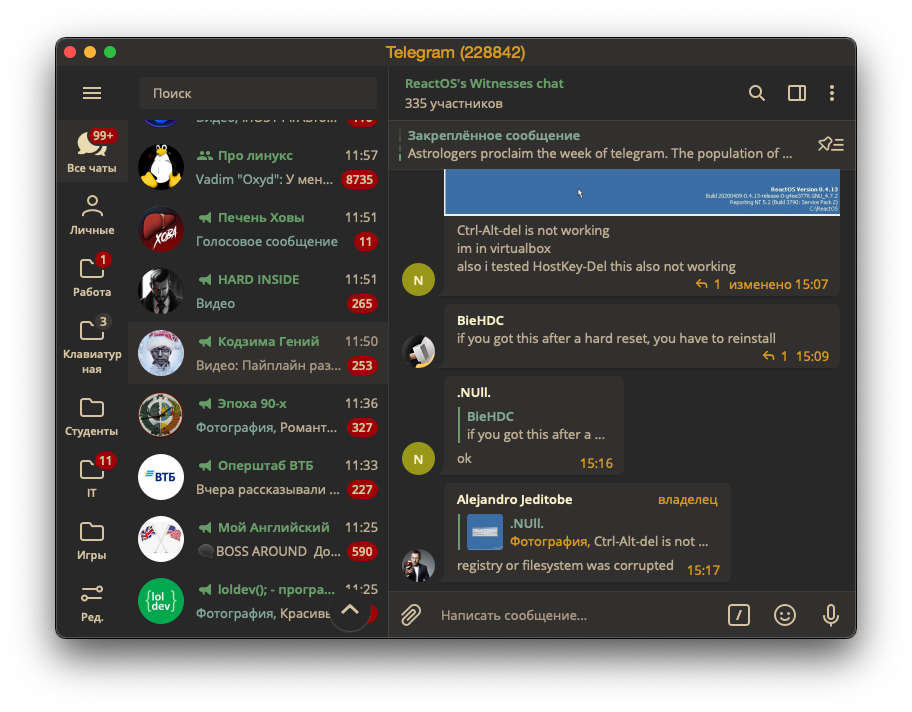 Telegram (228842)
Поиск
99+
Все чаты
Личные
1
Работа
3
Клавиатур
ная
Студенты
11
IT
Игры
Ред.
Про линукс 11:57
Vadim "Oxyd": У мен... 8735
Печень Ховы 11:51
Голосовое сообщение 11
HARD INSIDE 11:51
Видео 265
Кодзима Гений 11:50
Видео: Пайплайн раз... 253
Эпоха 90-х 11:36
Фотография, Романт... 327
Оперштаб ВТБ 11:33
Вчера рассказывали ... 227
Мой Английский 11:25
BOSS AROUND До... 590
loldev(); - програ... 11:25
Фотография, Красивы
ХОВА
ВТБ
{lol
dev}
ReactOS's Witnesses chat
335 участников
Закреплённое сообщение
Astrologers proclaim the week of telegram. The population of ...
ReactOS Version 0.4.13
Build 20200409-0.4.13-release-0-g4ee3778.GNU_4.7.2
Reporting NT 5.2 (Build 3790: Service Pack 2)
C:\ReactOS
Ctrl-Alt-del is not working
im in virtualbox
also i tested HostKey-Del this also not working
1 изменено 15:07
N
BieHDC
if you got this after a hard reset, you have to reinstall
1 15:09
.NUll.
BieHDC
if you got this after a ...
ok
15:16
N
Alejandro Jeditobe владелец
.NUll.
Фотография, Ctrl-Alt-del is not ...
registry or filesystem was corrupted 15:17
Написать сообщение...